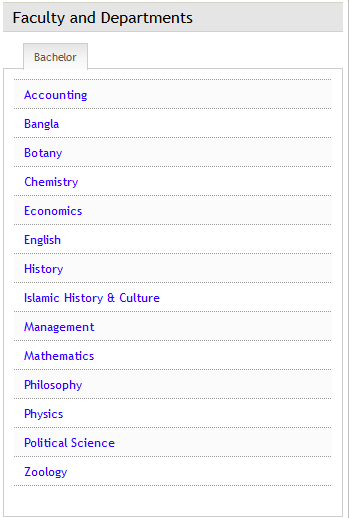 Faculty and Departments
Bachelor
Accounting
Bangla
Botany
Chemistry
Economics
English
History
Islamic History & Culture
Management
Mathematics
Philosophy
Physics
Political Science
Zoology